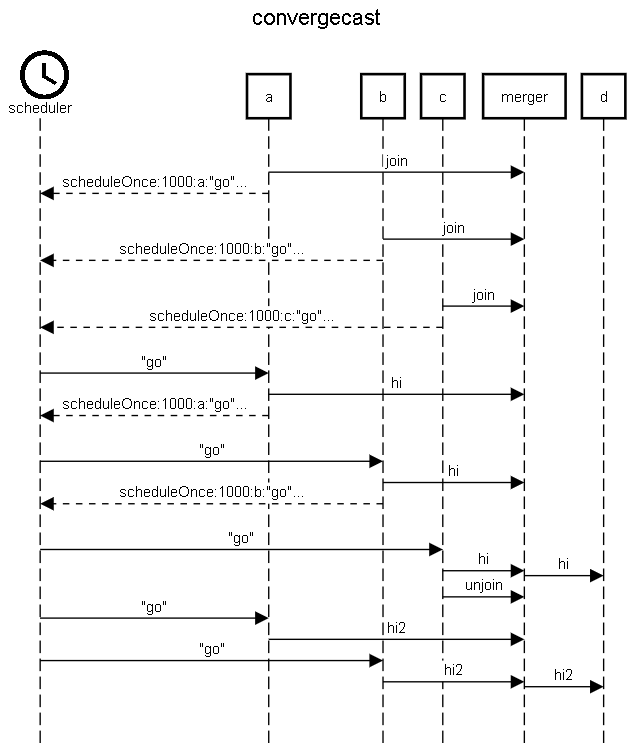 convergecast
scheduler
a
b
c
merger
d
join
scheduleOnce:1000:a:"go"...
join
scheduleOnce:1000:b:"go"...
join
scheduleOnce:1000:c:"go"...
"go"
hi
scheduleOnce:1000:a:"go"...
"go"
hi
scheduleOnce:1000:b:"go"...
"go"
hi
hi
unjoin
"go"
hi2
"go"
hi2
hi2